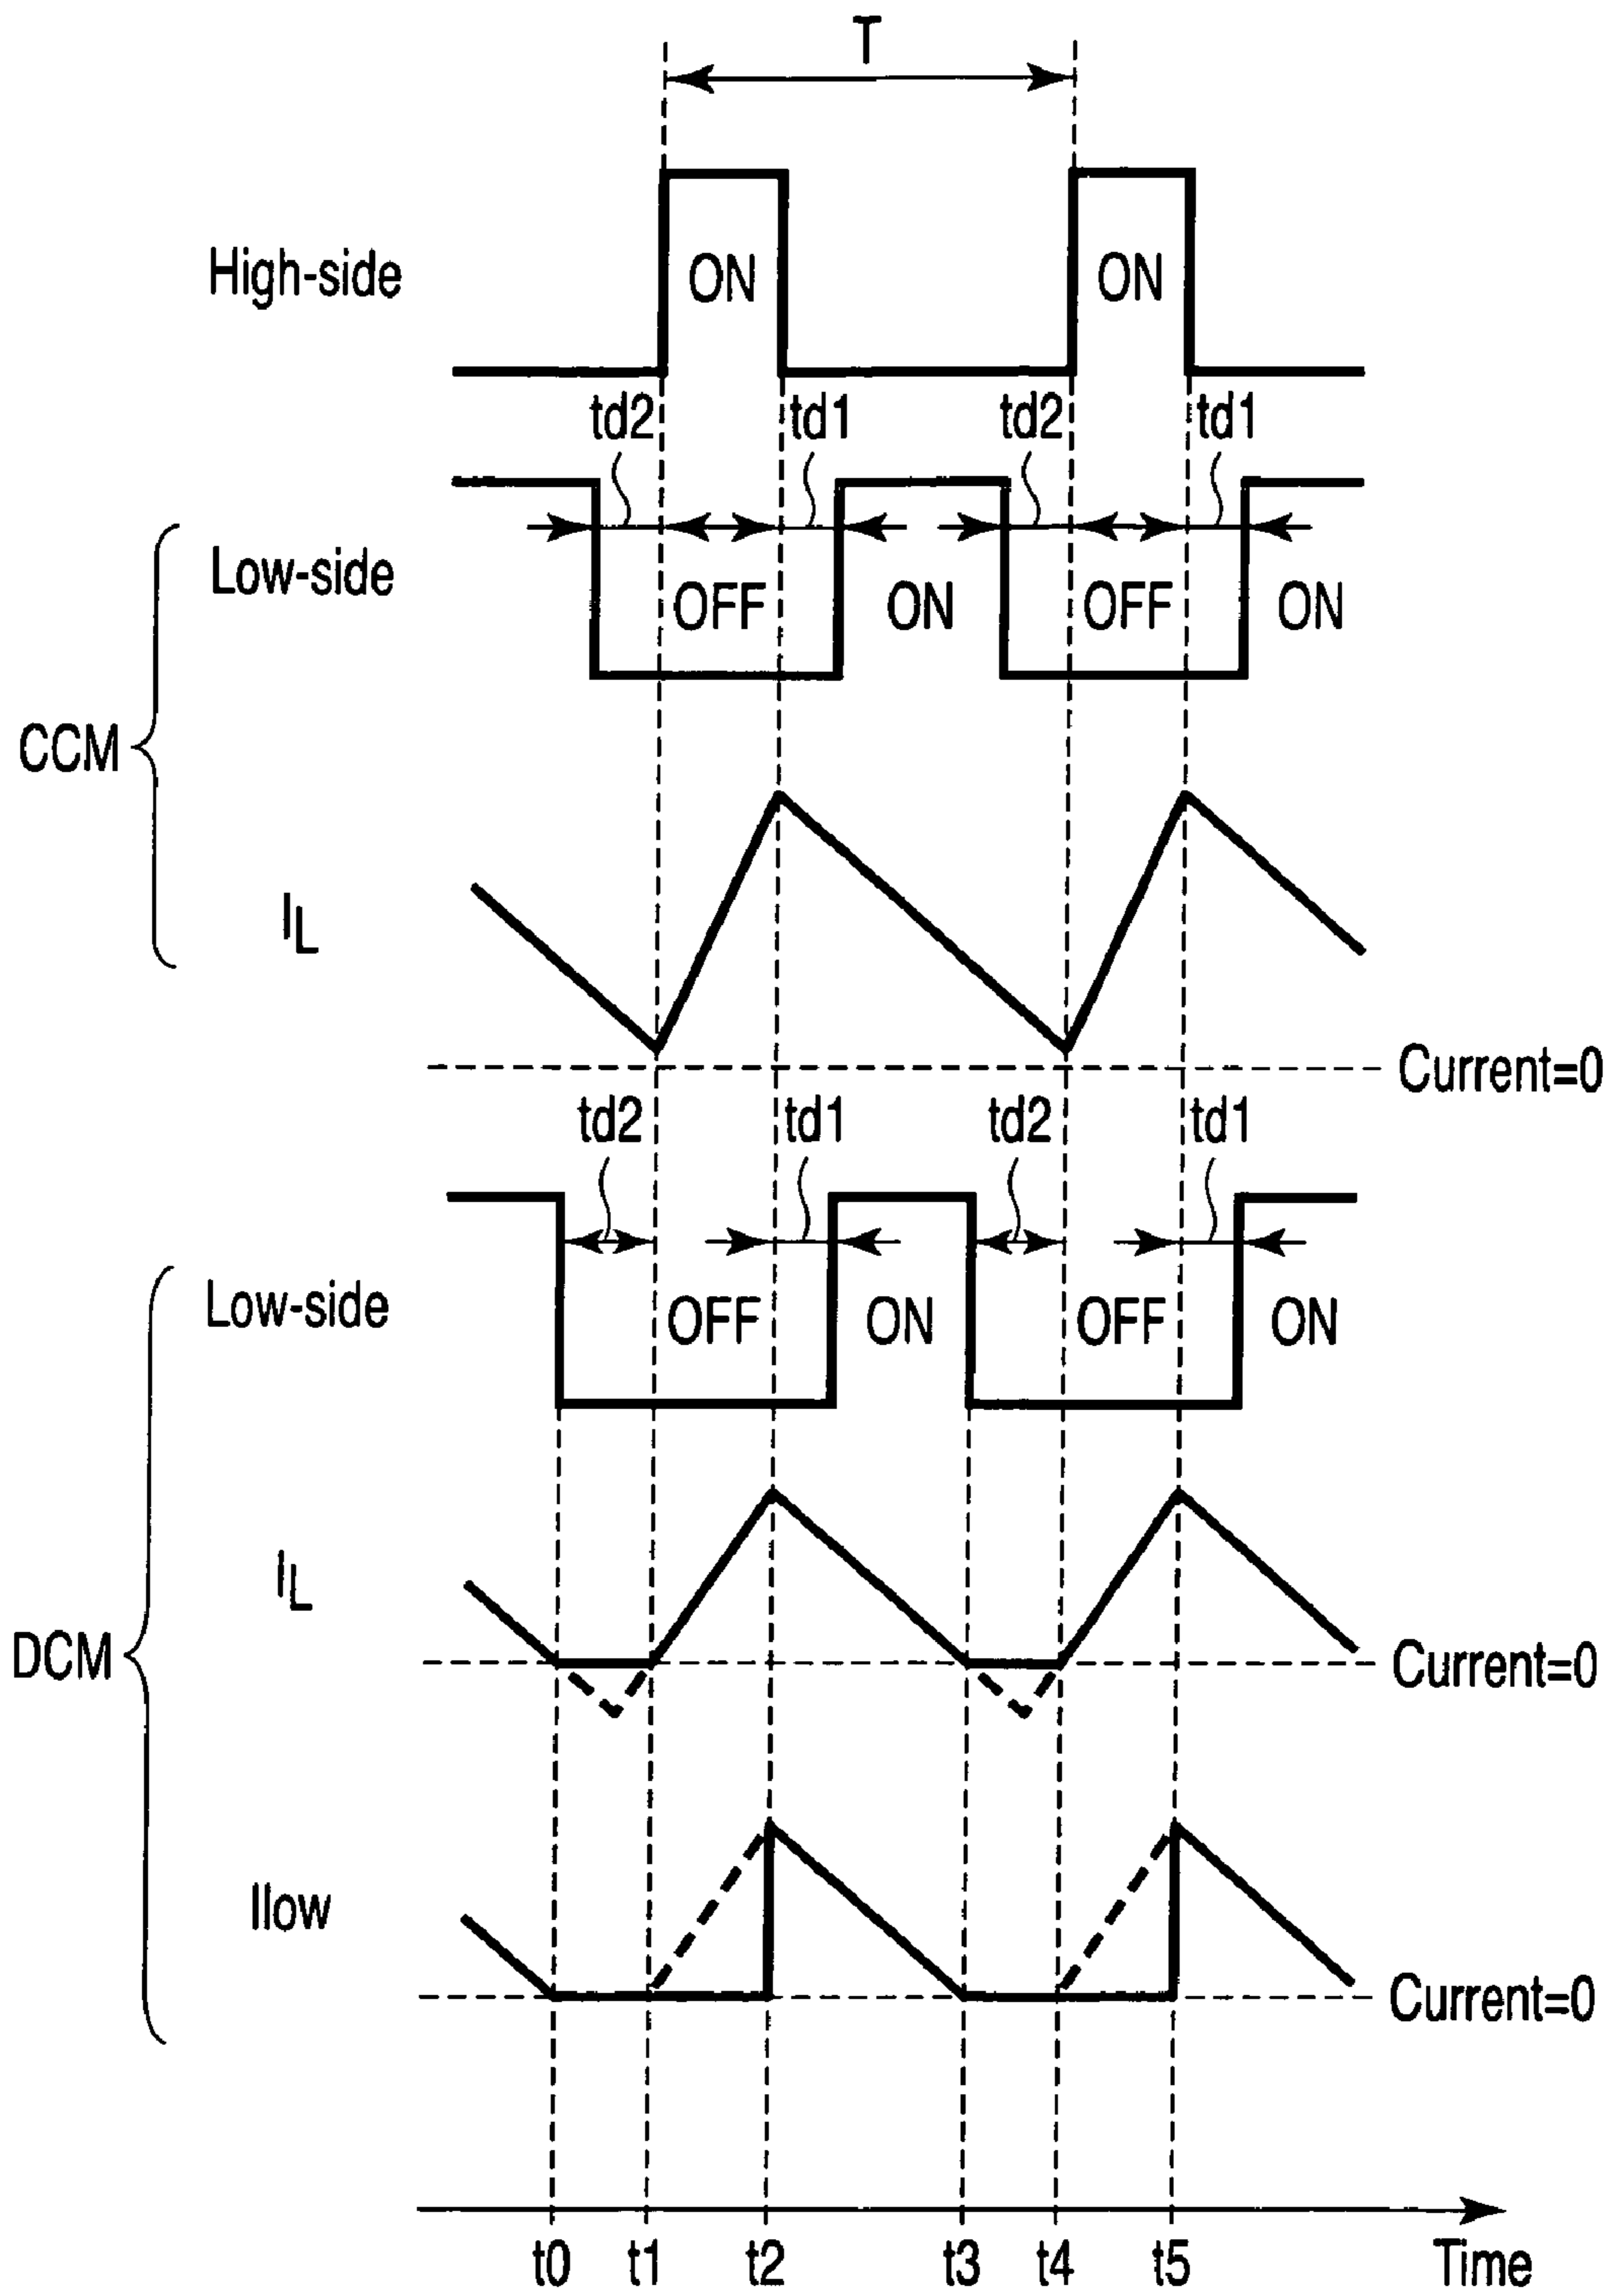 T
High-side
ON
ON
td2
td1
td2
td1
CCM
Low-side
OFF
ON
OFF
ON
IL
Current=0
td2
td1
td2
td1
DCM
Low-side
OFF
ON
OFF
ON
IL
Current=0
Ilow
Current=0
t0 t1 t2 t3 t4 t5 Time